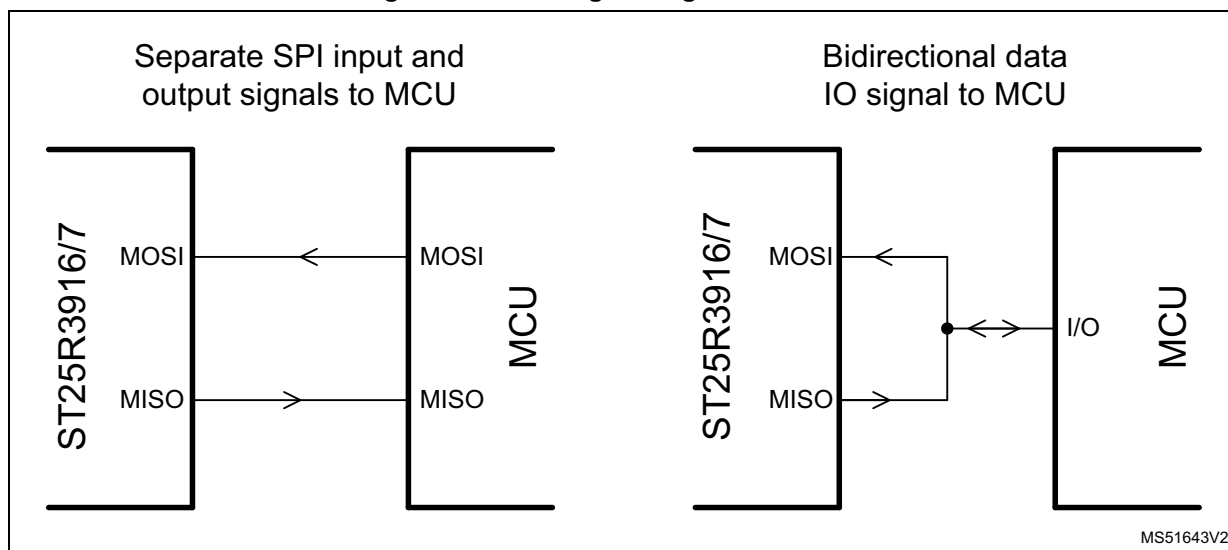 Separate SPI input and
output signals to MCU
ST25R3916/7
MOSI
MISO
MOSI
MISO
MCU
Bidirectional data
IO signal to MCU
ST25R3916/7
MOSI
MISO
I/O
MCU
MS51643V2